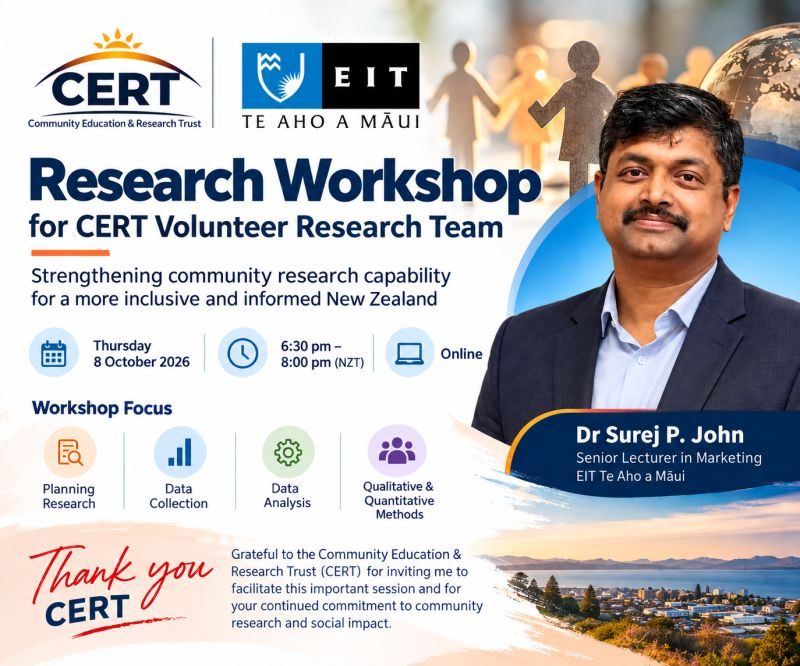 CERT
Community Education & Research Trust
EIT
TE AHO A MĀUI
Research Workshop
for CERT Volunteer Research Team
Strengthening community research capability
for a more inclusive and informed New Zealand
Thursday
8 October 2026
6:30 pm –
8:00 pm (NZT)
Online
Workshop Focus
Planning
Research
Data
Collection
Data
Analysis
Qualitative &
Quantitative
Methods
Dr Surej P. John
Senior Lecturer in Marketing
EIT Te Aho a Māui
Thank you
CERT
Grateful to the Community Education &
Research Trust (CERT) for inviting me to
facilitate this important session and for
your continued commitment to community
research and social impact.